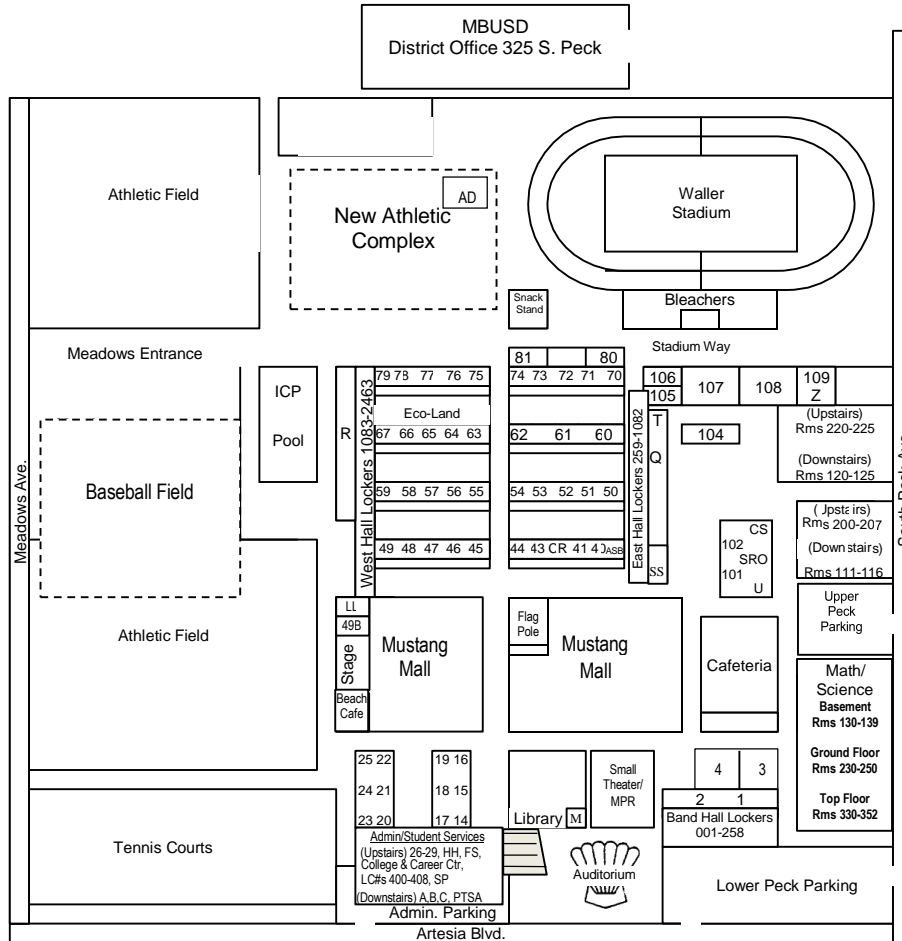 MBUSD
District Office 325 S. Peck
Athletic Field
AD
New Athletic
Complex
Waller
Stadium
Snack
Stand
Bleachers
Meadows Entrance
Stadium Way
Meadows Ave.
ICP
Pool
R
West Hall Lockers 1083-2463
79 78 77 76 75
Eco-Land
67 66 65 64 63
59 58 57 56 55
49 48 47 46 45
81 80
74 73 72 71 70
62 61 60
54 53 52 51 50
44 43 CR 41 40 ASB
East Hall Lockers 259-1082
T
Q
SS
106
105
107
108
109
Z
104
(Upstairs)
Rms 220-225
(Downstairs)
Rms 120-125
(Upstairs)
Rms 200-207
(Downstairs)
Rms 111-116
CS
102
SRO
101
U
Baseball Field
Athletic Field
LL
49B
Stage
Beach
Cafe
Mustang
Mall
Flag
Pole
Mustang
Mall
Cafeteria
Upper
Peck
Parking
Math/
Science
Basement
Rms 130-139
Ground Floor
Rms 230-250
Top Floor
Rms 330-352
25 22
24 21
23 20
19 16
18 15
17 14
Library
M
Small
Theater/
MPR
4 3
2 1
Band Hall Lockers
001-258
Tennis Courts
Admin/Student Services
(Upstairs) 26-29, HH, FS,
College & Career Ctr,
LC#s 400-408, SP
(Downstairs) A,B,C, PTSA
Admin. Parking
Auditorium
Lower Peck Parking
Artesia Blvd.
South Peck Ave.